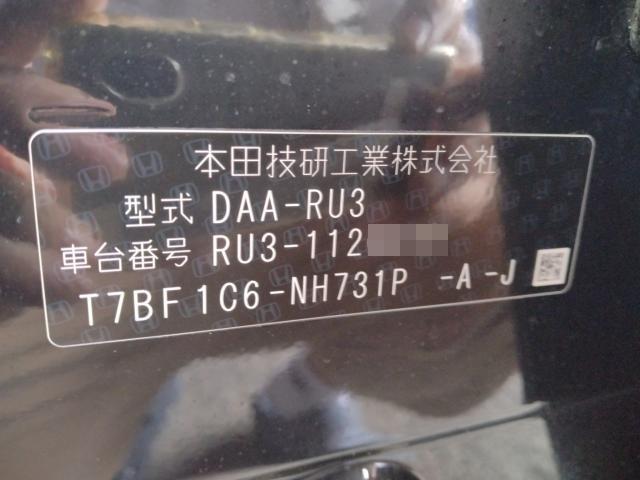 本田技研工業株式会社
型式 DAA-RU3
車台番号 RU3-112
T7BF1C6-NH731P -A -J